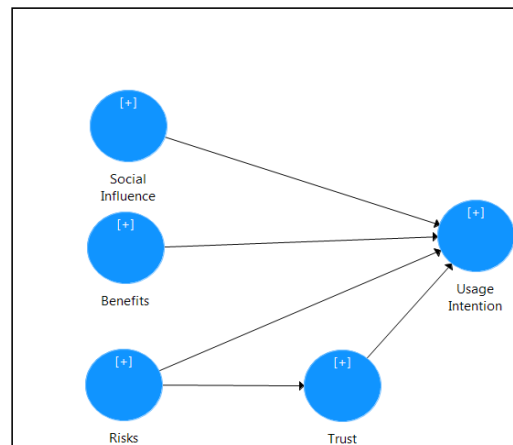 [+]
Social
Influence
[+]
Benefits
[+]
Usage
Intention
[+]
Risks
[+]
Trust